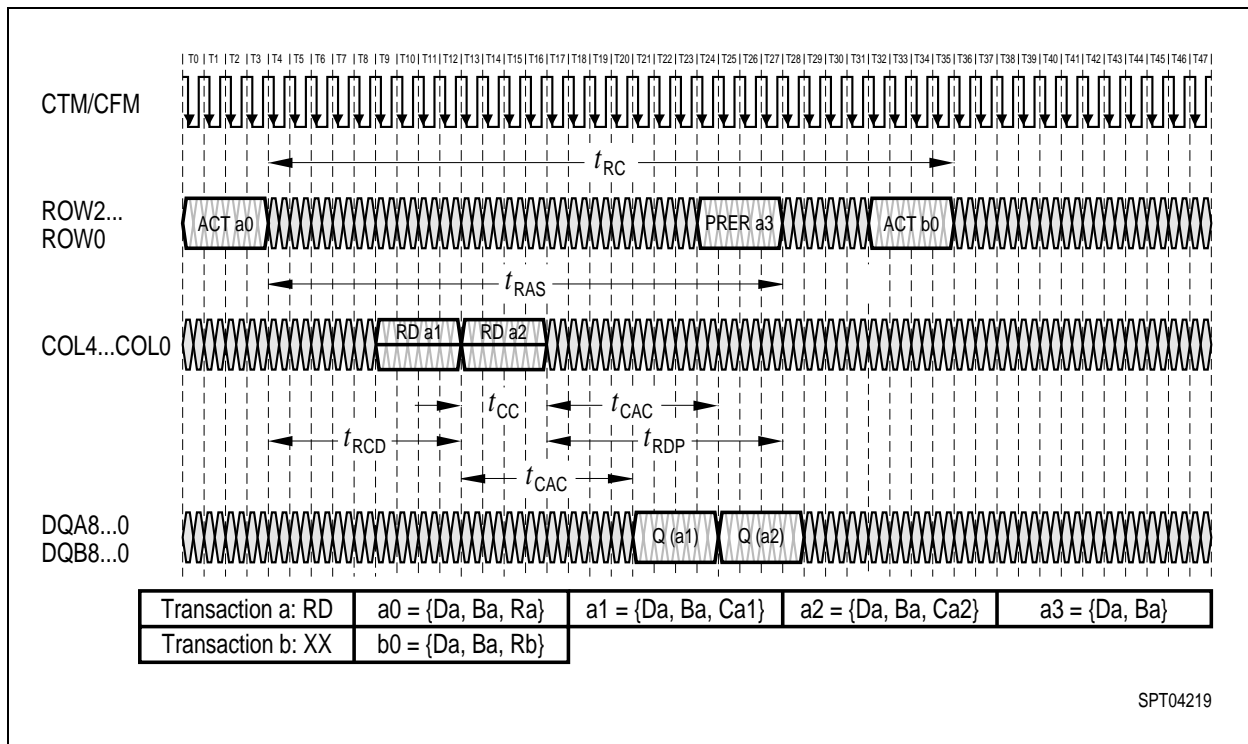 T0 T1 T2 T3 T4 T5 T6 T7 T8 T9 T10 T11 T12 T13 T14 T15 T16 T17 T18 T19 T20 T21 T22 T23 T24 T25 T26 T27 T28 T29 T30 T31 T32 T33 T34 T35 T36 T37 T38 T39 T40 T41 T42 T43 T44 T45 T46 T47
CTM/CFM
tRC
ROW2...
ROW0
ACT a0 PRER a3 ACT b0
tRAS
COL4...COL0
RD a1 RD a2
tCC tCAC
tRCD tRDP
tCAC
DQA8...0
DQB8...0
Q (a1) Q (a2)
Transaction a: RD a0 = {Da, Ba, Ra} a1 = {Da, Ba, Ca1} a2 = {Da, Ba, Ca2} a3 = {Da, Ba}
Transaction b: XX b0 = {Da, Ba, Rb}
SPT04219